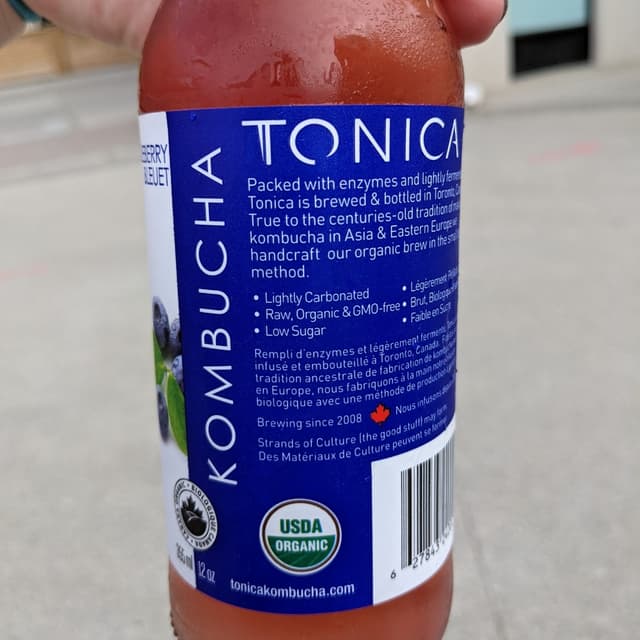 TONICA
KOMBUCHA
Packed with enzymes and lightly
Tonica is brewed & bottled in Toronto,
True to the centuries-old tradition of
kombucha in Asia & Eastern Europe we
handcraft our organic brew in the small
method.
• Lightly Carbonated
• Raw, Organic & GMO-free
• Low Sugar
• Légèrement
• Brut, Biologique
• Faible en Sucre
Rempli d'enzymes et légèrement fermenté,
infusé et embouteillé à Toronto, Canada.
tradition ancestrale de fabrication de
en Europe, nous fabriquons à la main
biologique avec une méthode de production
Brewing since 2008 Nous infusons
Strands of Culture (the good stuff) may form.
Des Matériaux de Culture peuvent se
USDA
ORGANIC
12 oz
tonicakombucha.com
BLEUET
6